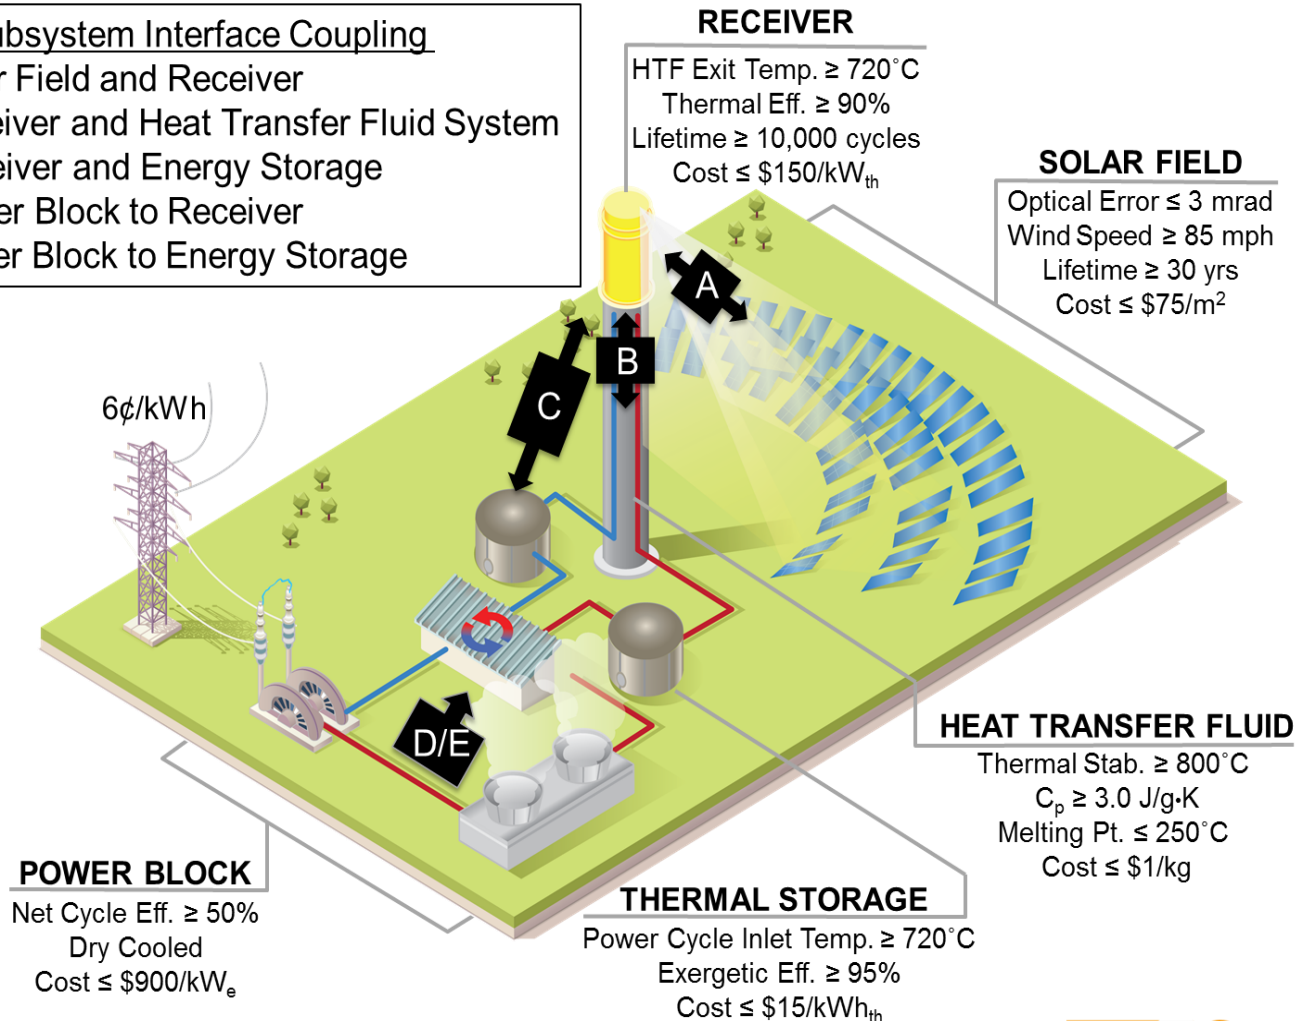 ubsystem Interface Coupling
r Field and Receiver
eiver and Heat Transfer Fluid System
eiver and Energy Storage
er Block to Receiver
er Block to Energy Storage
RECEIVER
HTF Exit Temp. ≥ 720˚C
Thermal Eff. ≥ 90%
Lifetime ≥ 10,000 cycles
Cost ≤ $150/kWth
SOLAR FIELD
Optical Error ≤ 3 mrad
Wind Speed ≥ 85 mph
Lifetime ≥ 30 yrs
Cost ≤ $75/m²
A
B
C
6¢/kWh
D/E
HEAT TRANSFER FLUID
Thermal Stab. ≥ 800˚C
Cp ≥ 3.0 J/g•K
Melting Pt. ≤ 250˚C
Cost ≤ $1/kg
POWER BLOCK
Net Cycle Eff. ≥ 50%
Dry Cooled
Cost ≤ $900/kWe
THERMAL STORAGE
Power Cycle Inlet Temp. ≥ 720˚C
Exergetic Eff. ≥ 95%
Cost ≤ $15/kWhth